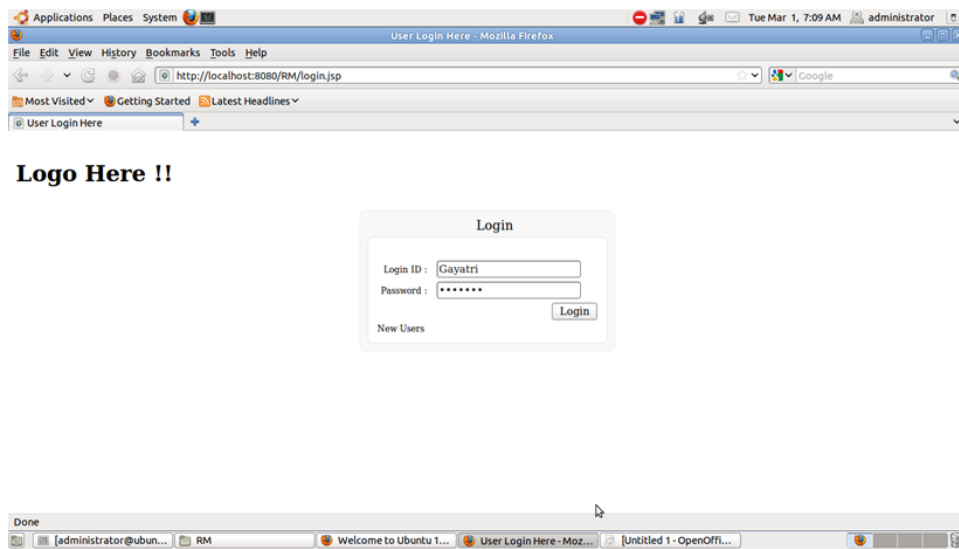 Applications Places System Tue Mar 1, 7:09 AM administrator
User Login Here - Mozilla Firefox
File Edit View History Bookmarks Tools Help
http://localhost:8080/RM/login.jsp Google
Most Visited Getting Started Latest Headlines
User Login Here
Logo Here !!
Login
Login ID : Gayatri
Password : •••••••
Login
New Users
Done
[administrator@ubun... RM Welcome to Ubuntu 1... User Login Here - Moz... [Untitled 1 - OpenOffi...